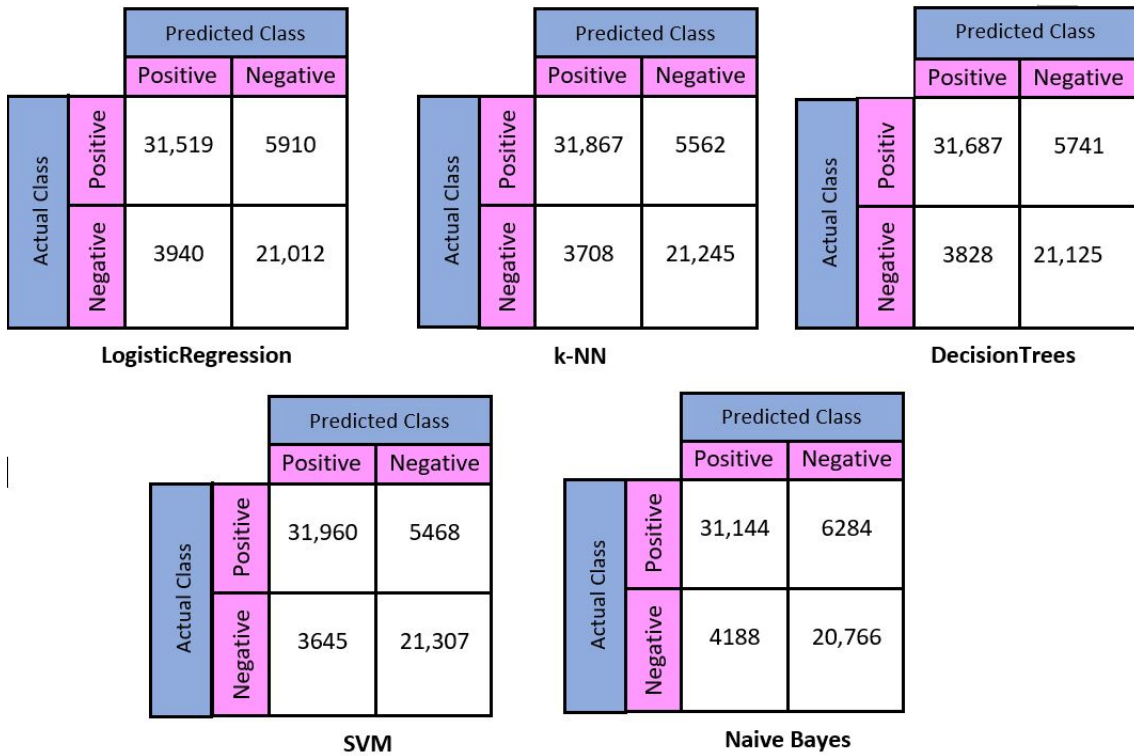 Predicted Class
Positive Negative
Actual Class
Positive 31,519 5910
Negative 3940 21,012
LogisticRegression
Predicted Class
Positive Negative
Actual Class
Positive 31,867 5562
Negative 3708 21,245
k-NN
Predicted Class
Positive Negative
Actual Class
Positiv 31,687 5741
Negative 3828 21,125
DecisionTrees
Predicted Class
Positive Negative
Actual Class
Positive 31,960 5468
Negative 3645 21,307
SVM
Predicted Class
Positive Negative
Actual Class
Positive 31,144 6284
Negative 4188 20,766
Naive Bayes